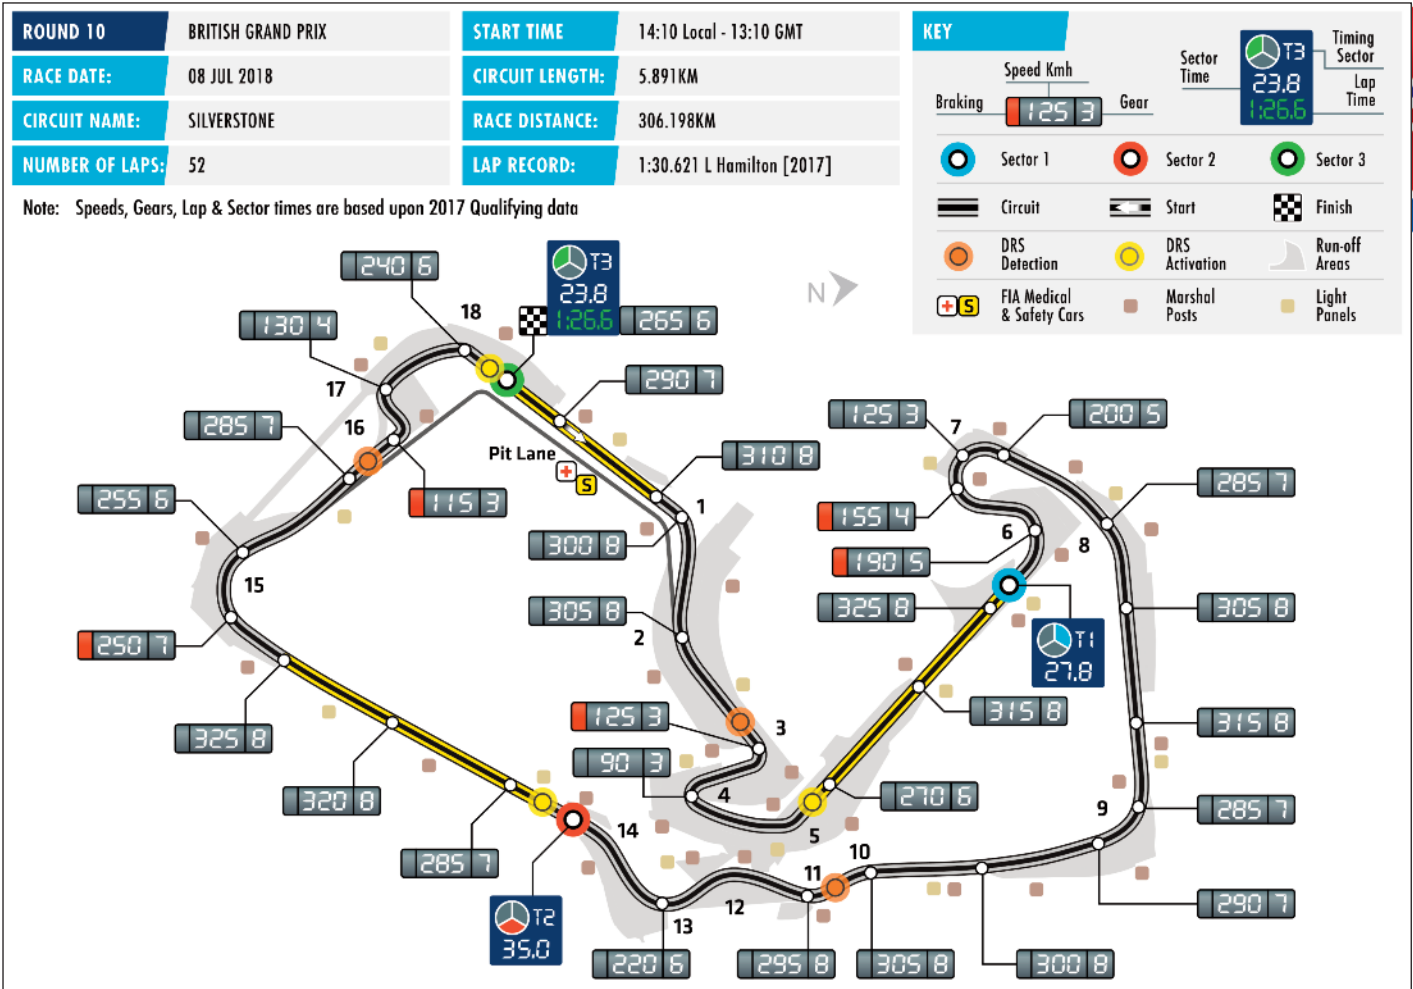 ROUND 10
BRITISH GRAND PRIX
RACE DATE:
08 JUL 2018
CIRCUIT NAME:
SILVERSTONE
NUMBER OF LAPS:
52
START TIME
14:10 Local - 13:10 GMT
CIRCUIT LENGTH:
5.891KM
RACE DISTANCE:
306.198KM
LAP RECORD:
1:30.621 L Hamilton [2017]
Note: Speeds, Gears, Lap & Sector times are based upon 2017 Qualifying data
KEY
Speed Kmh
Braking
125 3
Gear
Sector
Time
T3
23.8
1:26.6
Timing
Sector
Lap
Time
Sector 1
Sector 2
Sector 3
Circuit
Start
Finish
DRS
Detection
DRS
Activation
Run-off
Areas
S
FIA Medical
& Safety Cars
Marshal
Posts
Light
Panels
240 6
T3
23.8
1:26.6
N
130 4
18
265 6
17
290 7
285 7
16
125 3
7
200 5
Pit Lane
S
310 8
255 6
115 3
1
285 7
155 4
300 8
6
8
190 5
15
305 8
325 8
305 8
250 7
2
T1
27.8
325 8
125 3
3
315 8
315 8
90 3
4
320 8
270 6
5
9
285 7
14
10
285 7
11
12
13
290 7
T2
35.0
220 6
295 8
305 8
300 8